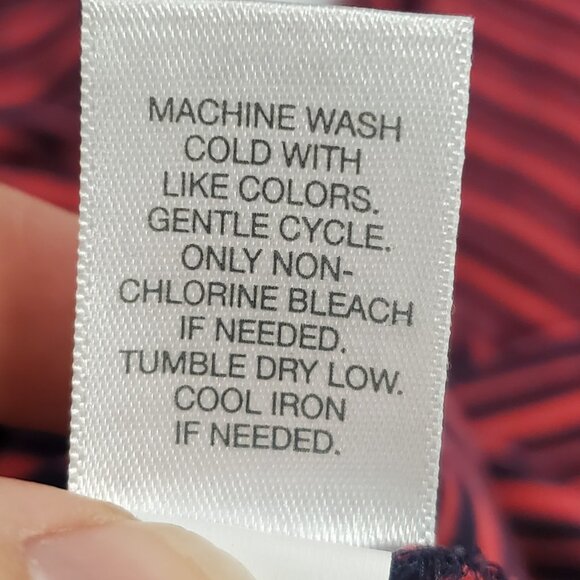 MACHINE WASH
COLD WITH
LIKE COLORS.
GENTLE CYCLE.
ONLY NON-
CHLORINE BLEACH
IF NEEDED.
TUMBLE DRY LOW.
COOL IRON
IF NEEDED.